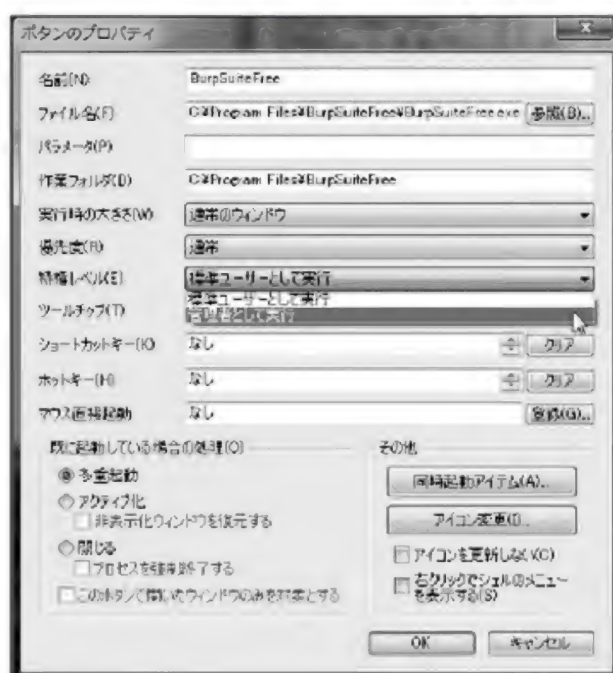 ボタンのプロパティ
名前(N) BurpSuiteFree
ファイル名(F) C:¥Program Files¥BurpSuiteFree¥BurpSuiteFree.exe 参照(B)...
パラメータ(P)
作業フォルダ(D) C:¥Program Files¥BurpSuiteFree
実行時の大きさ(W) 通常のウィンドウ
優先度(R) 通常
特権レベル(E) 標準ユーザーとして実行
標準ユーザーとして実行
ツールチップ(T) 管理者として実行
ショートカットキー(K) なし クリア
ホットキー(H) なし クリア
マウス直接起動 なし 登録(G)...
既に起動している場合の処理(O)
多重起動
アクティブ化
非表示化ウィンドウを復元する
閉じる
プロセスを強制終了する
このボタンで開いたウィンドウのみを対象とする
その他
同時起動アイテム(A)...
アイコン変更(I)...
アイコンを更新しない(C)
右クリックでシェルのメニュー
を表示する(S)
OK キャンセル